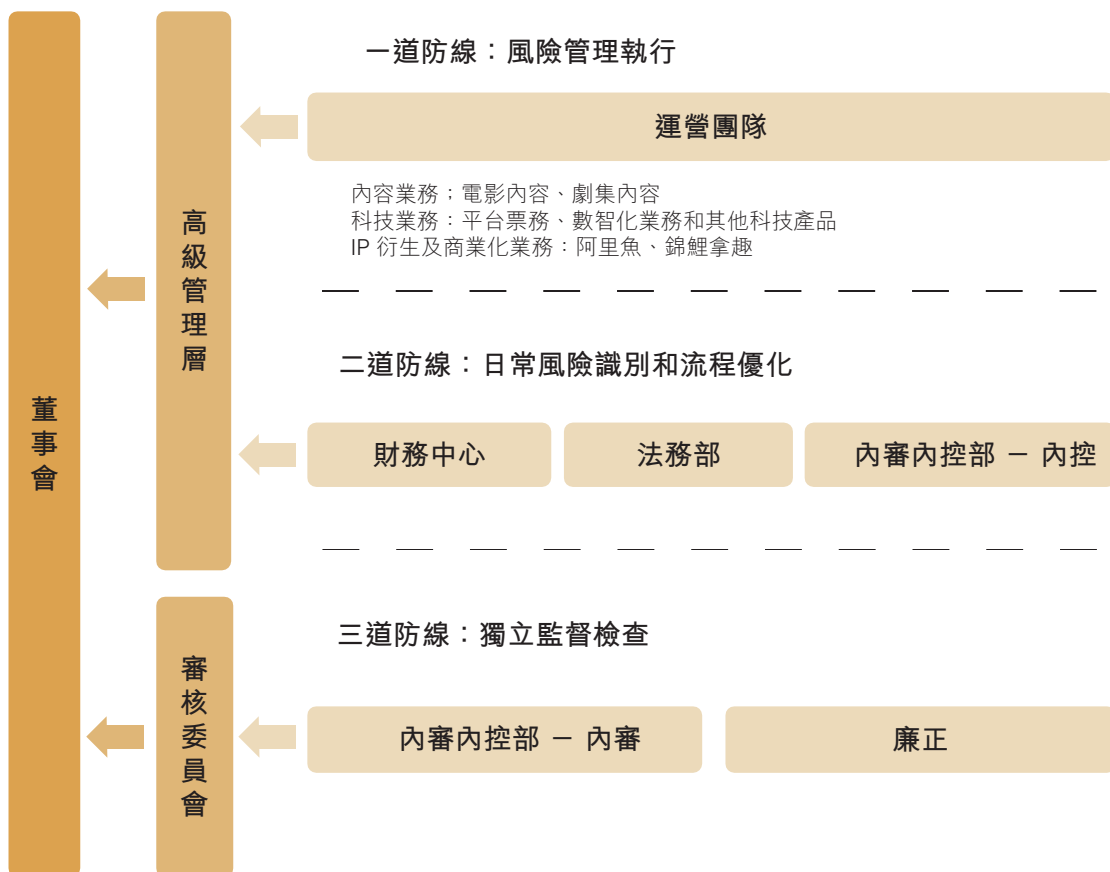 董事會
高級管理層
一道防線：風險管理執行
運營團隊
內容業務；電影內容、劇集內容
科技業務：平台票務、數智化業務和其他科技產品
IP 衍生及商業化業務：阿里魚、錦鯉拿趣
二道防線：日常風險識別和流程優化
財務中心
法務部
內審內控部 － 內控
審核委員會
三道防線：獨立監督檢查
內審內控部 － 內審
廉正